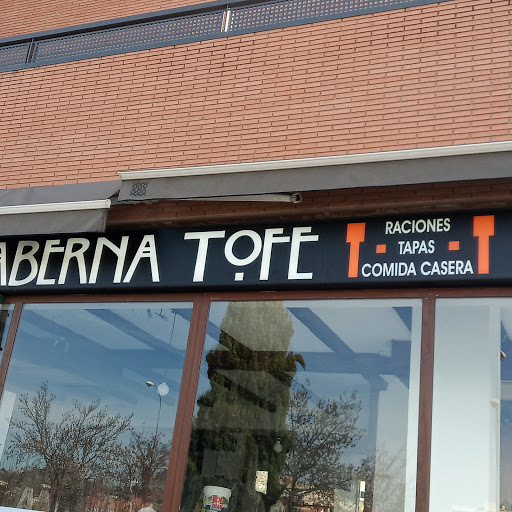 ABERNA TOFE
RACIONES
TAPAS
COMIDA CASERA